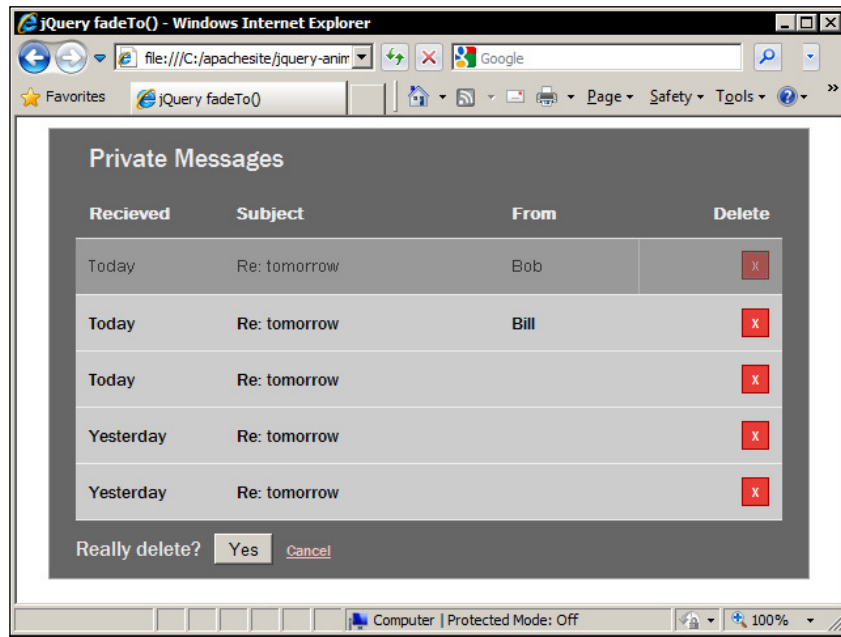 jQuery fadeTo() - Windows Internet Explorer
file:///C:/apachesite/jquery-anim Google
Favorites jQuery fadeTo() Page Safety Tools »
Private Messages
Recieved Subject From Delete
Today Re: tomorrow Bob x
Today Re: tomorrow Bill x
Today Re: tomorrow x
Yesterday Re: tomorrow x
Yesterday Re: tomorrow x
Really delete? Yes Cancel
Computer | Protected Mode: Off 100%